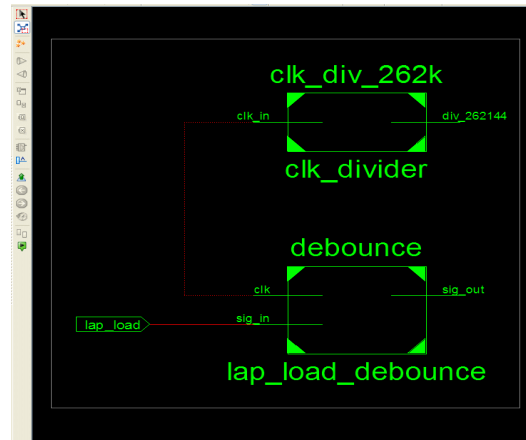 clk_div_262k
clk_in
div_262144
clk_divider
debounce
clk
sig_out
lap_load
sig_in
lap_load_debounce